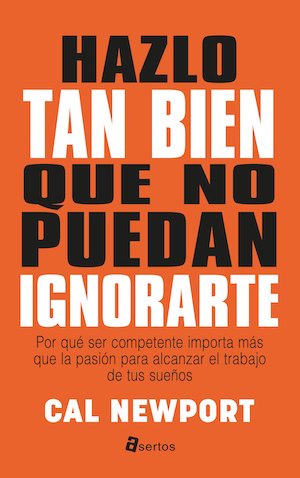 HAZLO
TAN BIEN
QUE NO
PUEDAN
IGNORARTE
Por qué ser competente importa más
que la pasión para alcanzar el trabajo
de tus sueños
CAL NEWPORT
asertos